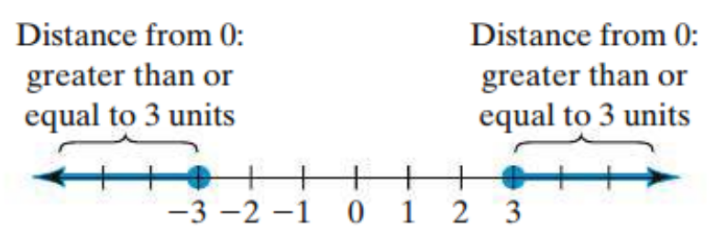 Distance from 0:
greater than or
equal to 3 units
Distance from 0:
greater than or
equal to 3 units
−3 −2 −1 0 1 2 3